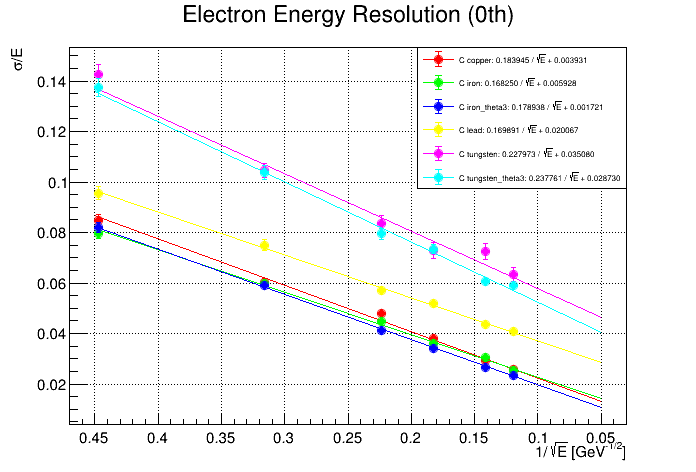 Electron Energy Resolution (0th)
σ/E
C copper: 0.183945 / √E + 0.003931
C iron: 0.168250 / √E + 0.005928
C iron_theta3: 0.178938 / √E + 0.001721
C lead: 0.169891 / √E + 0.020067
C tungsten: 0.227973 / √E + 0.035080
C tungsten_theta3: 0.237761 / √E + 0.028730
0.14
0.12
0.1
0.08
0.06
0.04
0.02
0.45 0.4 0.35 0.3 0.25 0.2 0.15 0.1 0.05
1/√E [GeV^-1/2]